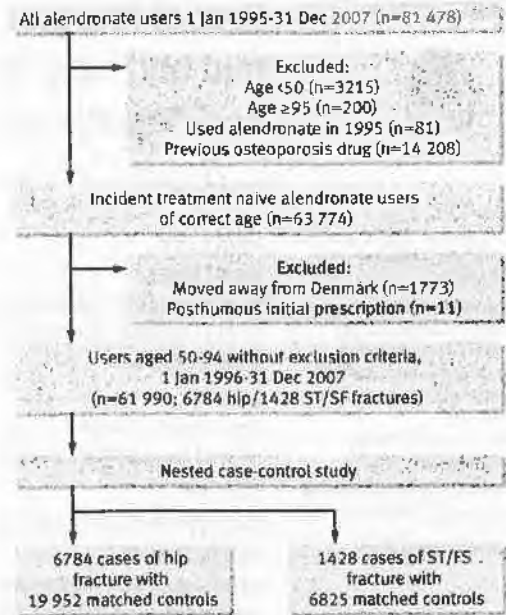 All alendronate users 1 Jan 1995-31 Dec 2007 (n=81 478)
Excluded:
Age <50 (n=3215)
Age ≥95 (n=200)
Used alendronate in 1995 (n=81)
Previous osteoporosis drug (n=14 208)
Incident treatment naive alendronate users
of correct age (n=63 774)
Excluded:
Moved away from Denmark (n=1773)
Posthumous initial prescription (n=11)
Users aged 50-94 without exclusion criteria,
1 Jan 1996-31 Dec 2007
(n=61 990; 6784 hip/1428 ST/SF fractures)
Nested case-control study
6784 cases of hip
fracture with
19 952 matched controls
1428 cases of ST/FS
fracture with
6825 matched controls